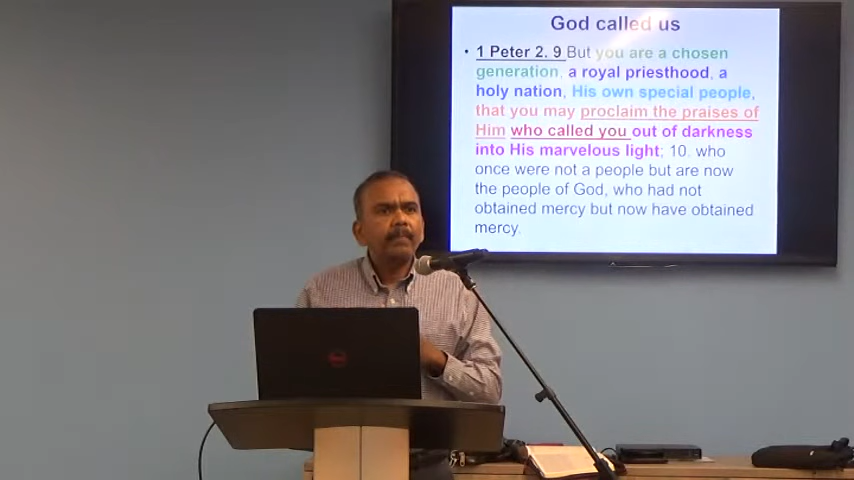 God called us
• 1 Peter 2. 9 But you are a chosen
generation, a royal priesthood, a
holy nation, His own special people,
that you may proclaim the praises of
Him who called you out of darkness
into His marvelous light; 10. who
once were not a people but are now
the people of God, who had not
obtained mercy but now have obtained
mercy.